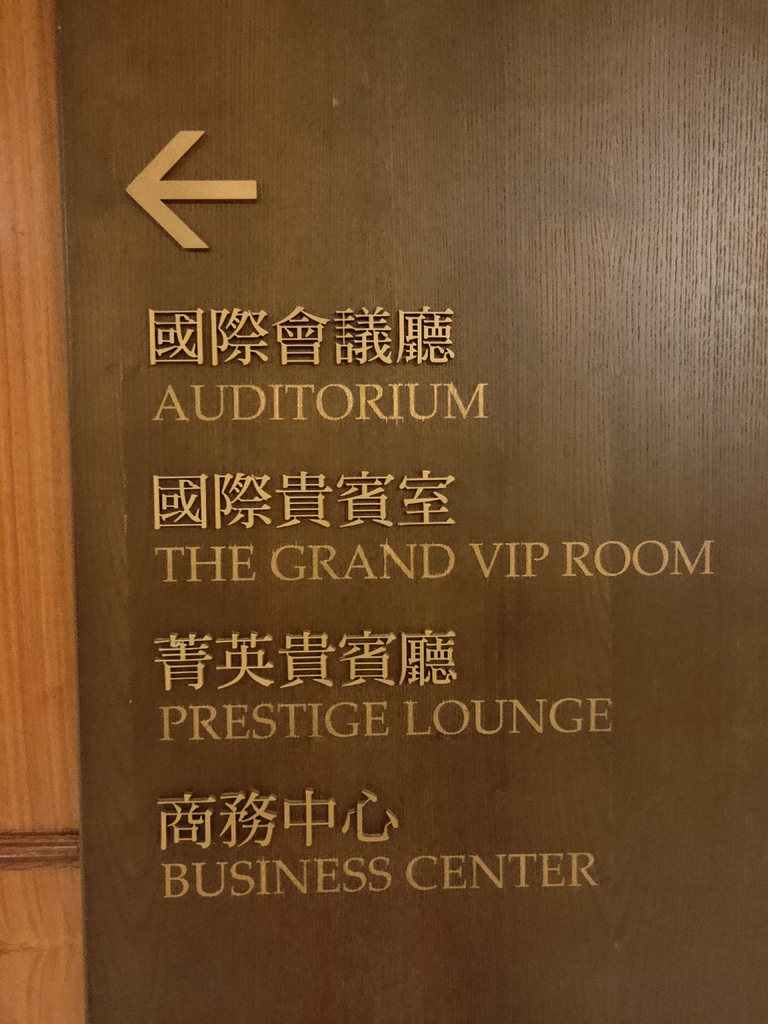 國際會議廳
AUDITORIUM
國際貴賓室
THE GRAND VIP ROOM
菁英貴賓廳
PRESTIGE LOUNGE
商務中心
BUSINESS CENTER